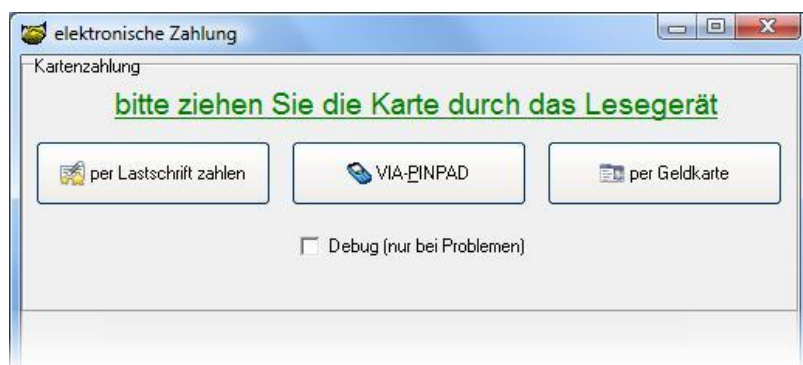 elektronische Zahlung
Kartenzahlung
bitte ziehen Sie die Karte durch das Lesegerät
per Lastschrift zahlen VIA-PINPAD per Geldkarte
Debug (nur bei Problemen)